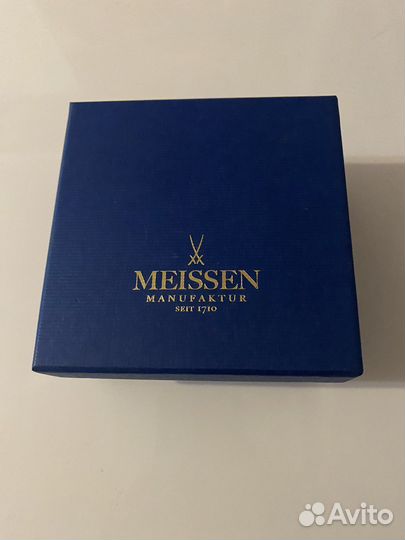 MEISSEN
MANUFAKTUR
SEIT 1710
Avito